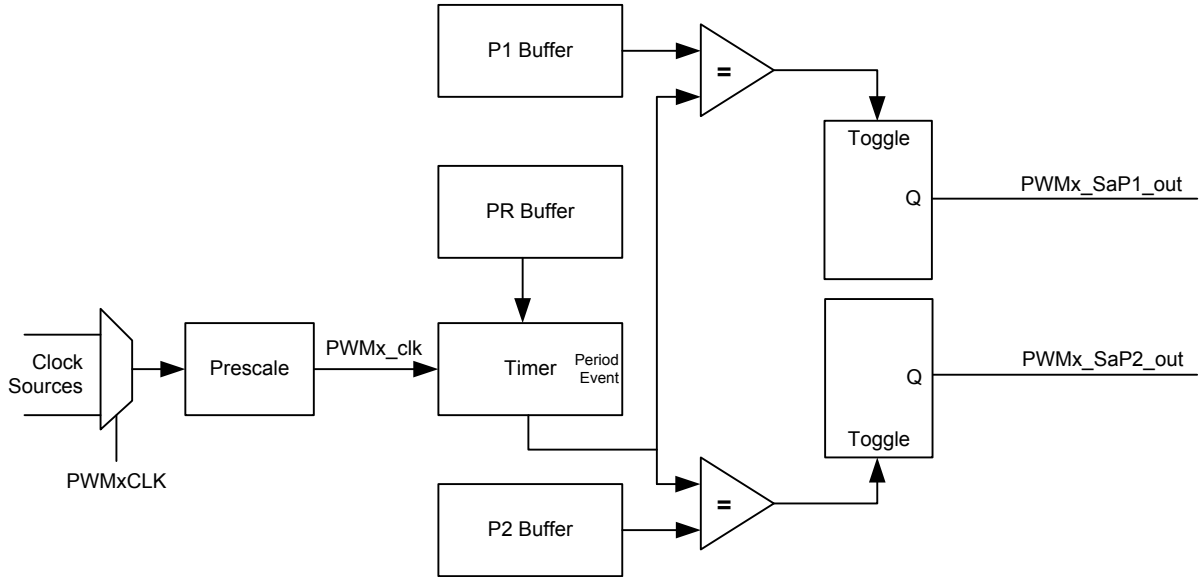 P1 Buffer
=
Toggle
Q
PWMx_SaP1_out
PR Buffer
Clock
Sources
PWMxCLK
Prescale
PWMx_clk
Timer
Period
Event
Q
Toggle
PWMx_SaP2_out
P2 Buffer
=